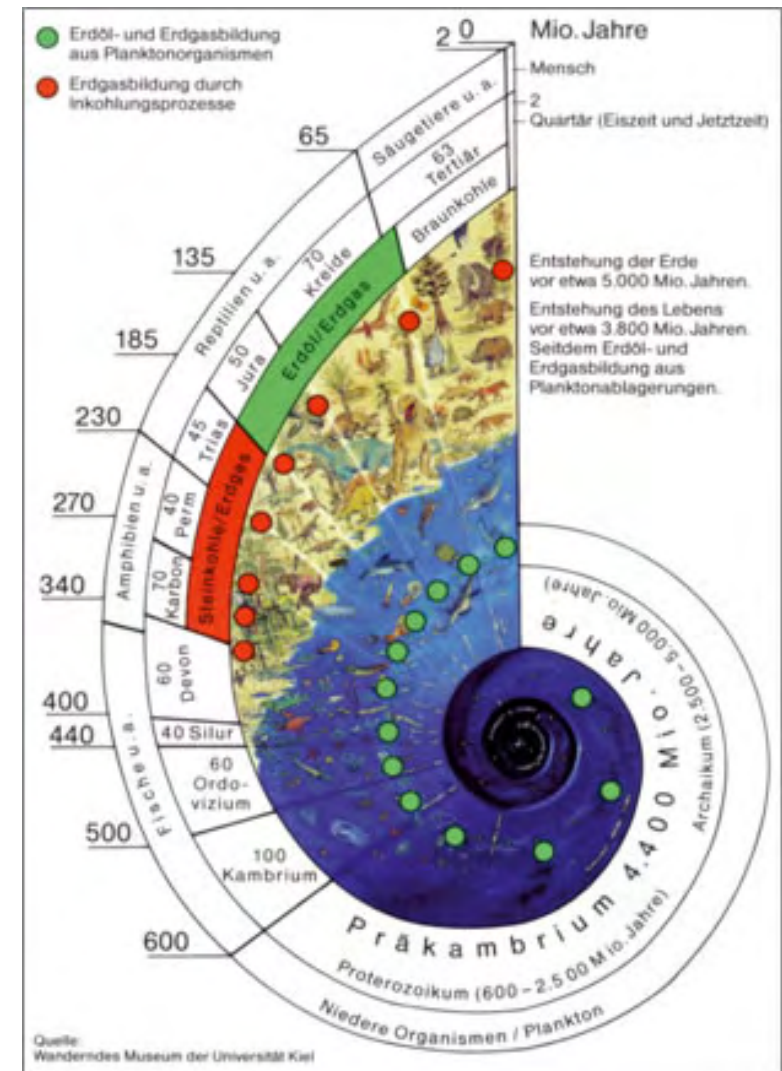 Erdöl- und Erdgasbildung
aus Planktonorganismen
Erdgasbildung durch
Inkohlungsprozesse
2 0
Mio. Jahre
Mensch
2
Quartär (Eiszeit und Jetztzeit)
65
135
185
230
270
340
400
440
500
600
Säugetiere u. a.
Reptilien u. a.
Amphibien u. a.
Fische u. a.
63
Tertiär
70
Kreide
50
Jura
45
Trias
40
Perm
70
Karbon
60
Devon
40 Silur
60
Ordo-
vizium
100
Kambrium
Braunkohle
Erdöl/Erdgas
Steinkohle/Erdgas
Entstehung der Erde
vor etwa 5.000 Mio. Jahren.
Entstehung des Lebens
vor etwa 3.800 Mio. Jahren.
Seitdem Erdöl- und
Erdgasbildung aus
Planktonablagerungen.
Präkambrium 4.400 Mio. Jahre
Archaikum (2.500–5.000 Mio. Jahre)
Proterozoikum (600–2.500 Mio. Jahre)
Niedere Organismen / Plankton
Quelle:
Wanderndes Museum der Universität Kiel